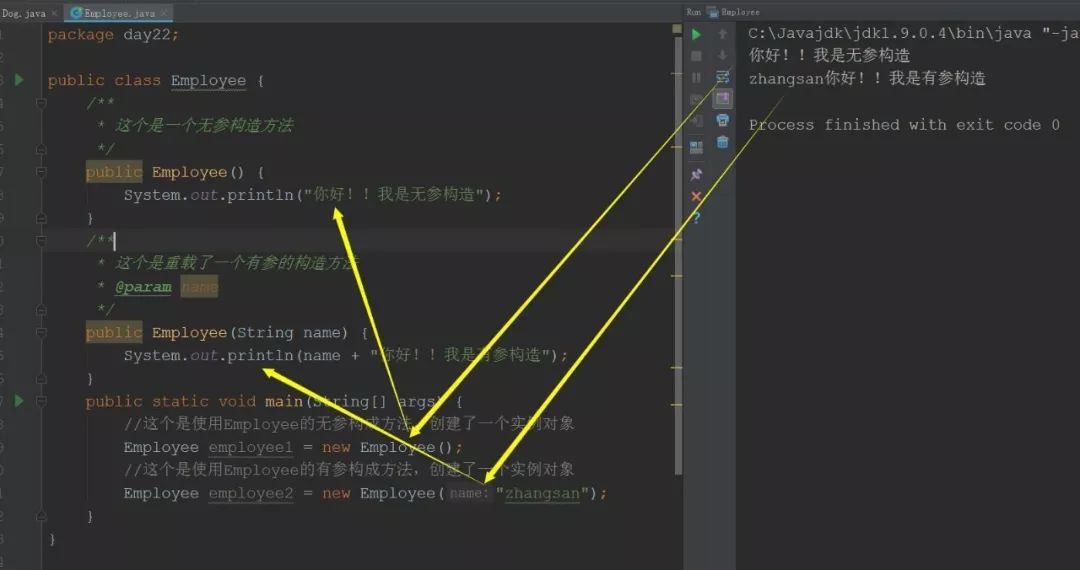 Dog.java
Employee.java
package day22;
public class Employee {
/**
* 这个是一个无参构造方法
*/
public Employee() {
System.out.println("你好！！我是无参构造");
}
/**
* 这个是重载了一个有参的构造方法
* @param name
*/
public Employee(String name) {
System.out.println(name + "你好！！我是有参构造");
}
public static void main(String[] args) {
//这个是使用Employee的无参构成方法，创建了一个实例对象
Employee employee1 = new Employee();
//这个是使用Employee的有参构成方法，创建了一个实例对象
Employee employee2 = new Employee( name: "zhangsan");
}
}
Run Employee
C:\Javajdk\jdk1.9.0.4\bin\java "-jav
你好！！我是无参构造
zhangsan你好！！我是有参构造
Process finished with exit code 0